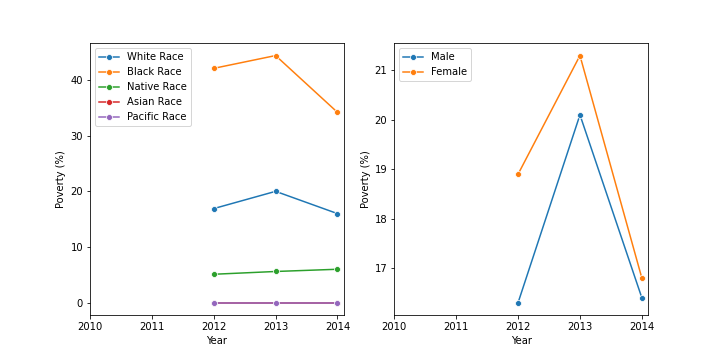 White Race
Black Race
Native Race
Asian Race
Pacific Race
Poverty (%)
40
30
20
10
0
2010 2011 2012 2013 2014
Year
Male
Female
Poverty (%)
21
20
19
18
17
2010 2011 2012 2013 2014
Year